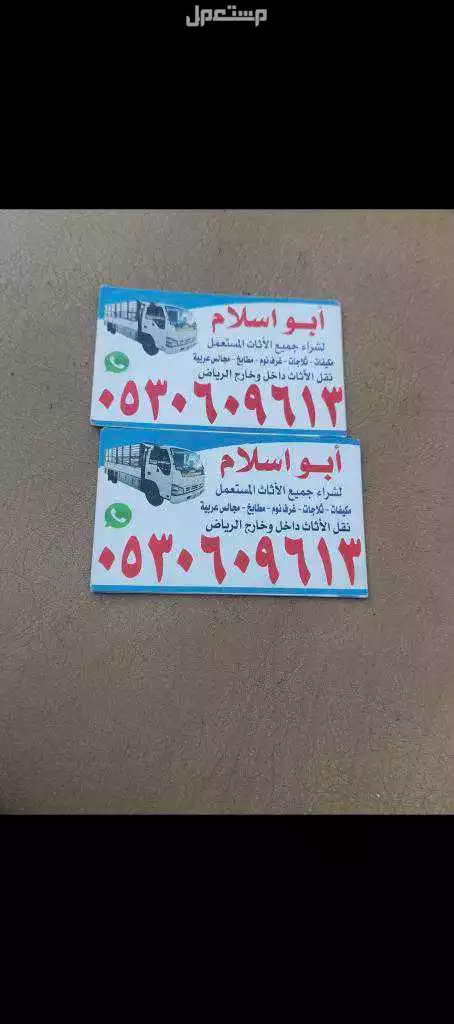 مستعمل
أبو اسلام
لشراء جميع الأثاث المستعمل
مكيفات - ثلاجات - غرف نوم - مطابخ - مجالس عربية
نقل الأثاث داخل وخارج الرياض
٠٥٣٠٦٠٩٦١٣
أبو اسلام
لشراء جميع الأثاث المستعمل
مكيفات - ثلاجات - غرف نوم - مطابخ - مجالس عربية
نقل الأثاث داخل وخارج الرياض
٠٥٣٠٦٠٩٦١٣